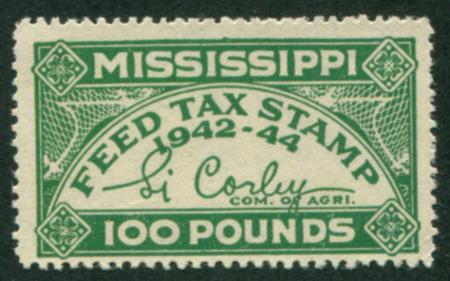 MISSISSIPPI
FEED TAX STAMP
1942-44
Si Corley
COM. OF AGRI.
100 POUNDS